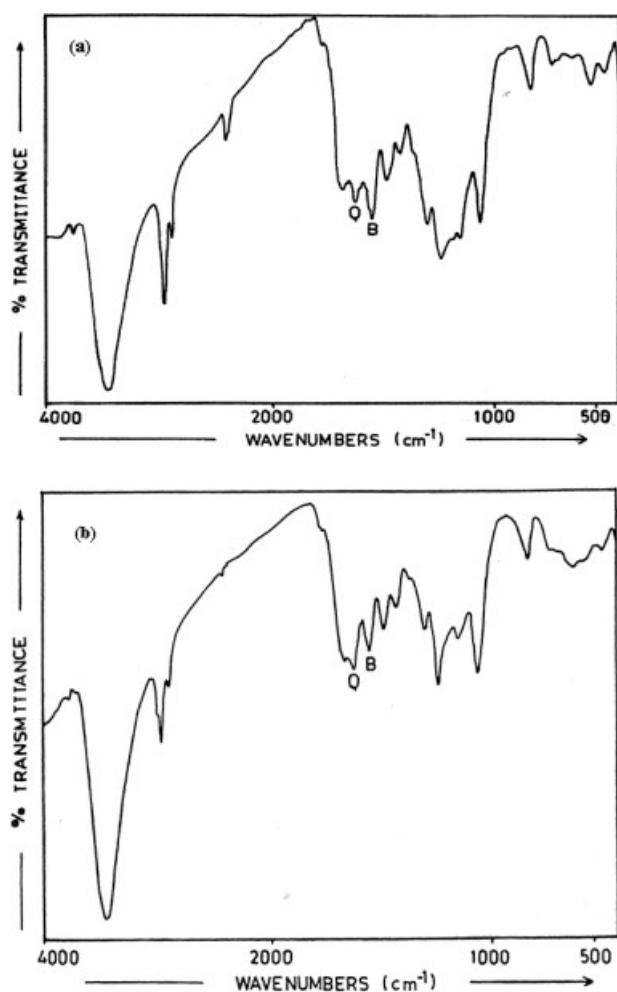 (a)
% TRANSMITTANCE
Q
B
4000 2000 1000 500
WAVENUMBERS (cm⁻¹)
(b)
% TRANSMITTANCE
Q
B
4000 2000 1000 500
WAVENUMBERS (cm⁻¹)